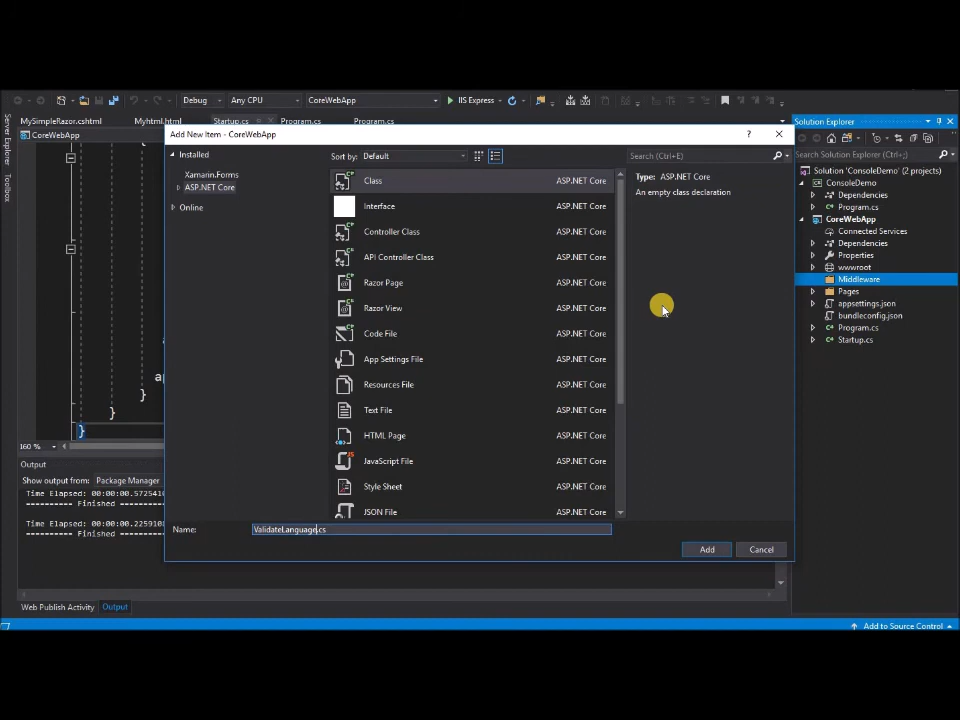 Debug
Any CPU
CoreWebApp
IIS Express
MySimpleRazor.cshtml
Myhtml.html
Startup.cs
Program.cs
Program.cs
CoreWebApp
Server Explorer
Toolbox
Add New Item - CoreWebApp
?
Installed
Xamarin.Forms
ASP.NET Core
Online
Sort by: Default
Search (Ctrl+E)
Class ASP.NET Core
Interface ASP.NET Core
Controller Class ASP.NET Core
API Controller Class ASP.NET Core
Razor Page ASP.NET Core
Razor View ASP.NET Core
Code File ASP.NET Core
App Settings File ASP.NET Core
Resources File ASP.NET Core
Text File ASP.NET Core
HTML Page ASP.NET Core
JavaScript File ASP.NET Core
Style Sheet ASP.NET Core
JSON File ASP.NET Core
Type: ASP.NET Core
An empty class declaration
Name: ValidateLanguage.cs
Add
Cancel
Solution Explorer
Search Solution Explorer (Ctrl+;)
Solution 'ConsoleDemo' (2 projects)
ConsoleDemo
Dependencies
Program.cs
CoreWebApp
Connected Services
Dependencies
Properties
wwwroot
Middleware
Pages
appsettings.json
bundleconfig.json
Program.cs
Startup.cs
}
}
}
160 %
Output
Show output from: Package Manager
Time Elapsed: 00:00:00.572541
========== Finished ==========
Time Elapsed: 00:00:00.225910
========== Finished ==========
Web Publish Activity
Output
Add to Source Control